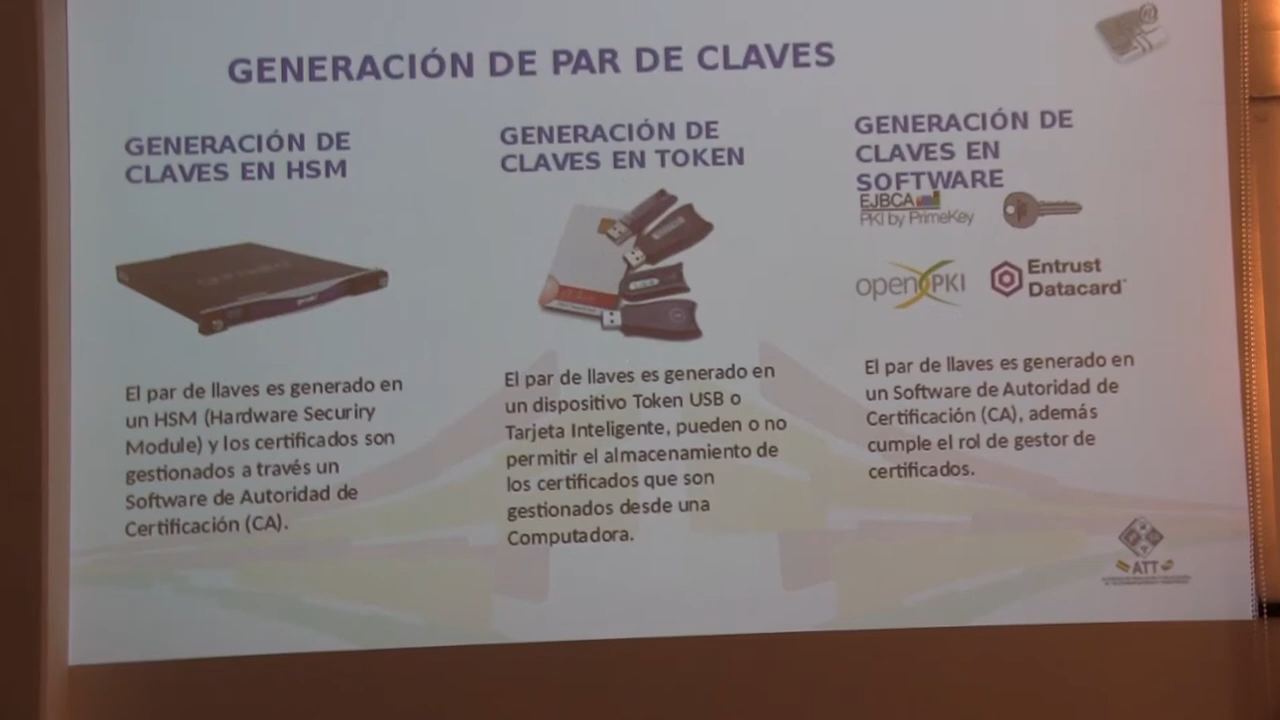 GENERACIÓN DE PAR DE CLAVES
GENERACIÓN DE
CLAVES EN HSM
El par de llaves es generado en
un HSM (Hardware Securiry
Module) y los certificados son
gestionados a través un
Software de Autoridad de
Certificación (CA).
GENERACIÓN DE
CLAVES EN TOKEN
El par de llaves es generado en
un dispositivo Token USB o
Tarjeta Inteligente, pueden o no
permitir el almacenamiento de
los certificados que son
gestionados desde una
Computadora.
GENERACIÓN DE
CLAVES EN
SOFTWARE
EJBCA
PKI by PrimeKey
openXPKI
Entrust
Datacard
El par de llaves es generado en
un Software de Autoridad de
Certificación (CA), además
cumple el rol de gestor de
certificados.
ATT